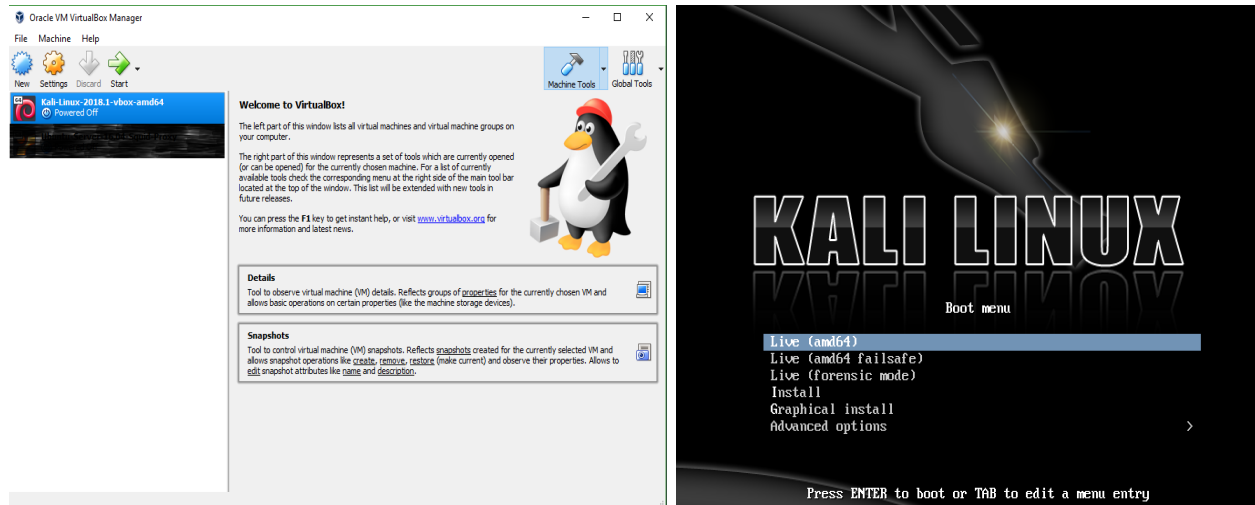 Oracle VM VirtualBox Manager
File Machine Help
New Settings Discard Start
Machine Tools Global Tools
Kali-Linux-2018.1-vbox-amd64
Powered Off
Welcome to VirtualBox!
The left part of this window lists all virtual machines and virtual machine groups on
your computer.
The right part of this window represents a set of tools which are currently opened
(or can be opened) for the currently chosen machine. For a list of currently
available tools check the corresponding menu at the right side of the main tool bar
located at the top of the window. This list will be extended with new tools in
future releases.
You can press the F1 key to get instant help, or visit www.virtualbox.org for
more information and latest news.
Details
Tool to observe virtual machine (VM) details. Reflects groups of properties for the currently chosen VM and
allows basic operations on certain properties (like the machine storage devices).
Snapshots
Tool to control virtual machine (VM) snapshots. Reflects snapshots created for the currently selected VM and
allows snapshot operations like create, remove, restore (make current) and observe their properties. Allows to
edit snapshot attributes like name and description.
KALI LINUX
Boot menu
Live (amd64)
Live (amd64 failsafe)
Live (forensic mode)
Install
Graphical install
Advanced options >
Press ENTER to boot or TAB to edit a menu entry